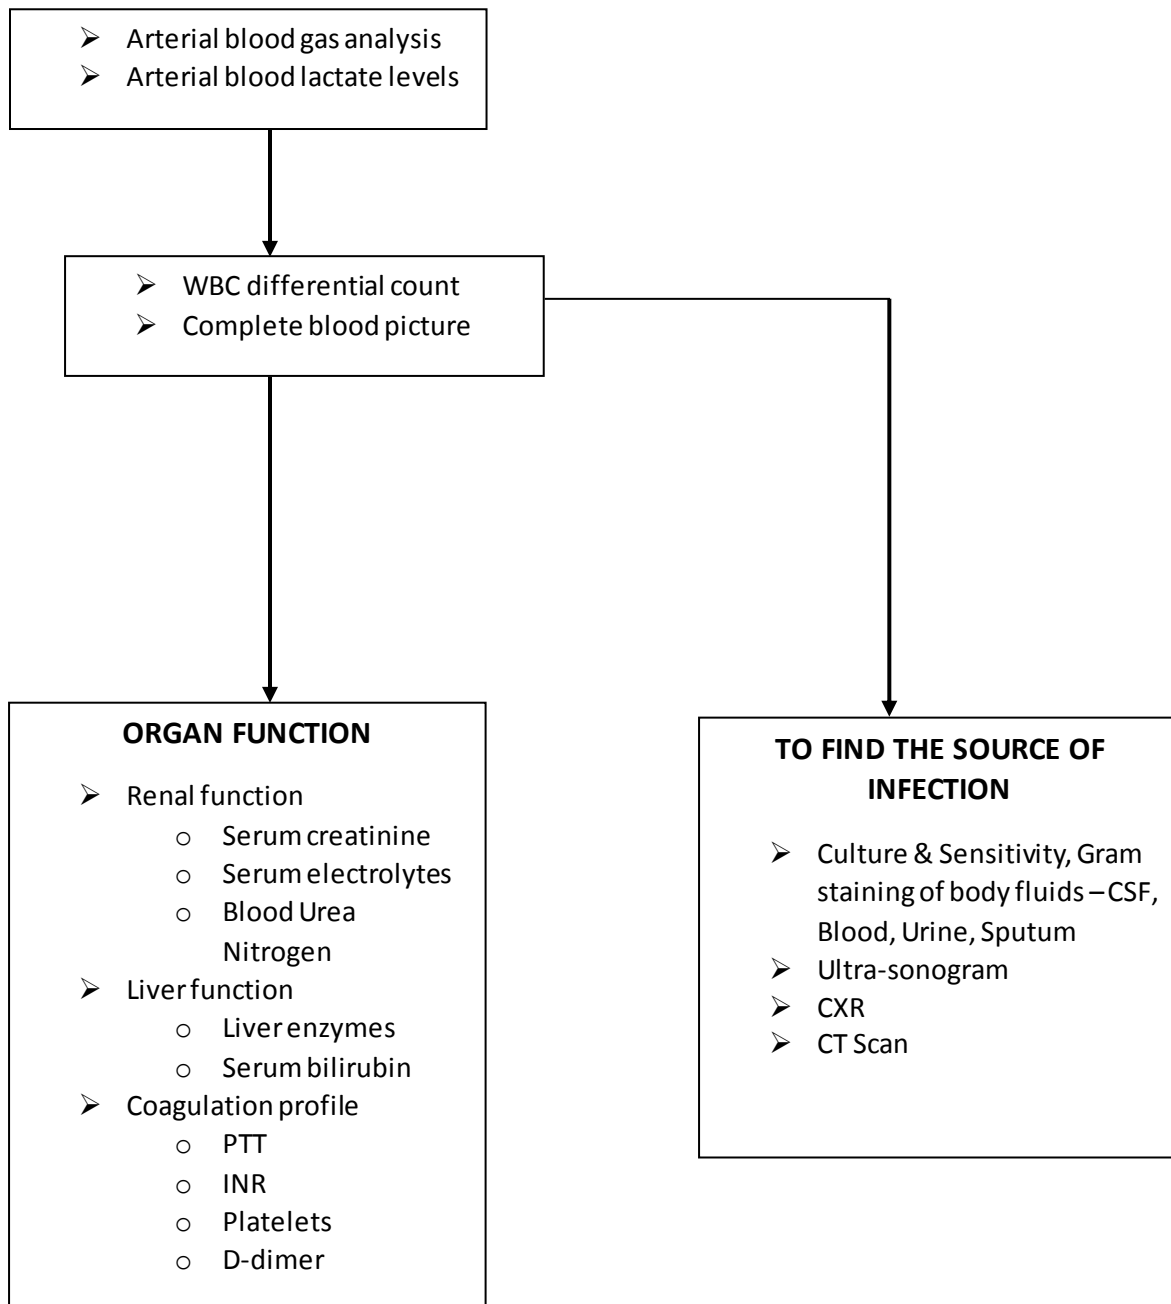 ➢ Arterial blood gas analysis
➢ Arterial blood lactate levels
➢ WBC differential count
➢ Complete blood picture
ORGAN FUNCTION
➢ Renal function
o Serum creatinine
o Serum electrolytes
o Blood Urea
Nitrogen
➢ Liver function
o Liver enzymes
o Serum bilirubin
➢ Coagulation profile
o PTT
o INR
o Platelets
o D-dimer
TO FIND THE SOURCE OF
INFECTION
➢ Culture & Sensitivity, Gram
staining of body fluids – CSF,
Blood, Urine, Sputum
➢ Ultra-sonogram
➢ CXR
➢ CT Scan